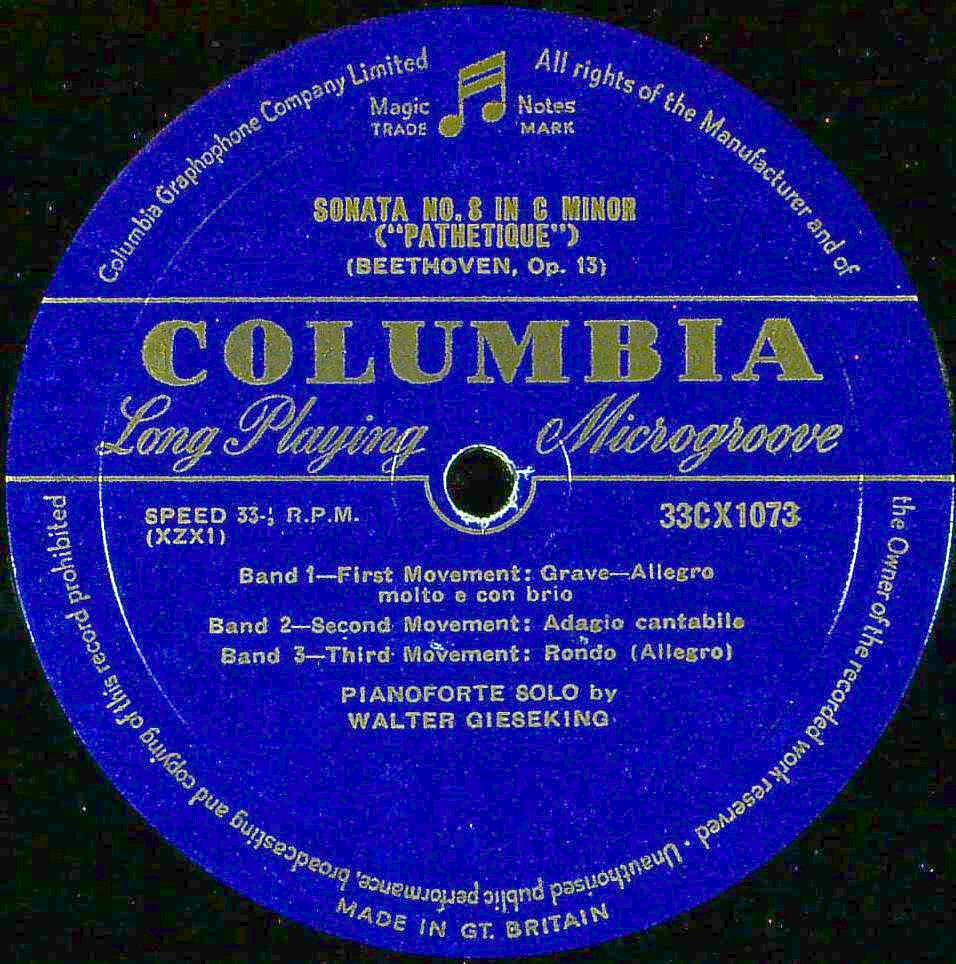 Columbia Graphophone Company Limited
All rights of the Manufacturer and of
the Owner of the recorded work reserved · Unauthorised public performance, broadcasting and copying of this record prohibited
Magic Notes
TRADE MARK
SONATA NO. 8 IN C MINOR
("PATHETIQUE")
(BEETHOVEN, Op. 13)
COLUMBIA
Long Playing Microgroove
SPEED 33-⅓ R.P.M.
(XZX1)
33CX1073
Band 1—First Movement: Grave—Allegro
molto e con brio
Band 2—Second Movement: Adagio cantabile
Band 3—Third Movement: Rondo (Allegro)
PIANOFORTE SOLO by
WALTER GIESEKING
MADE IN GT. BRITAIN